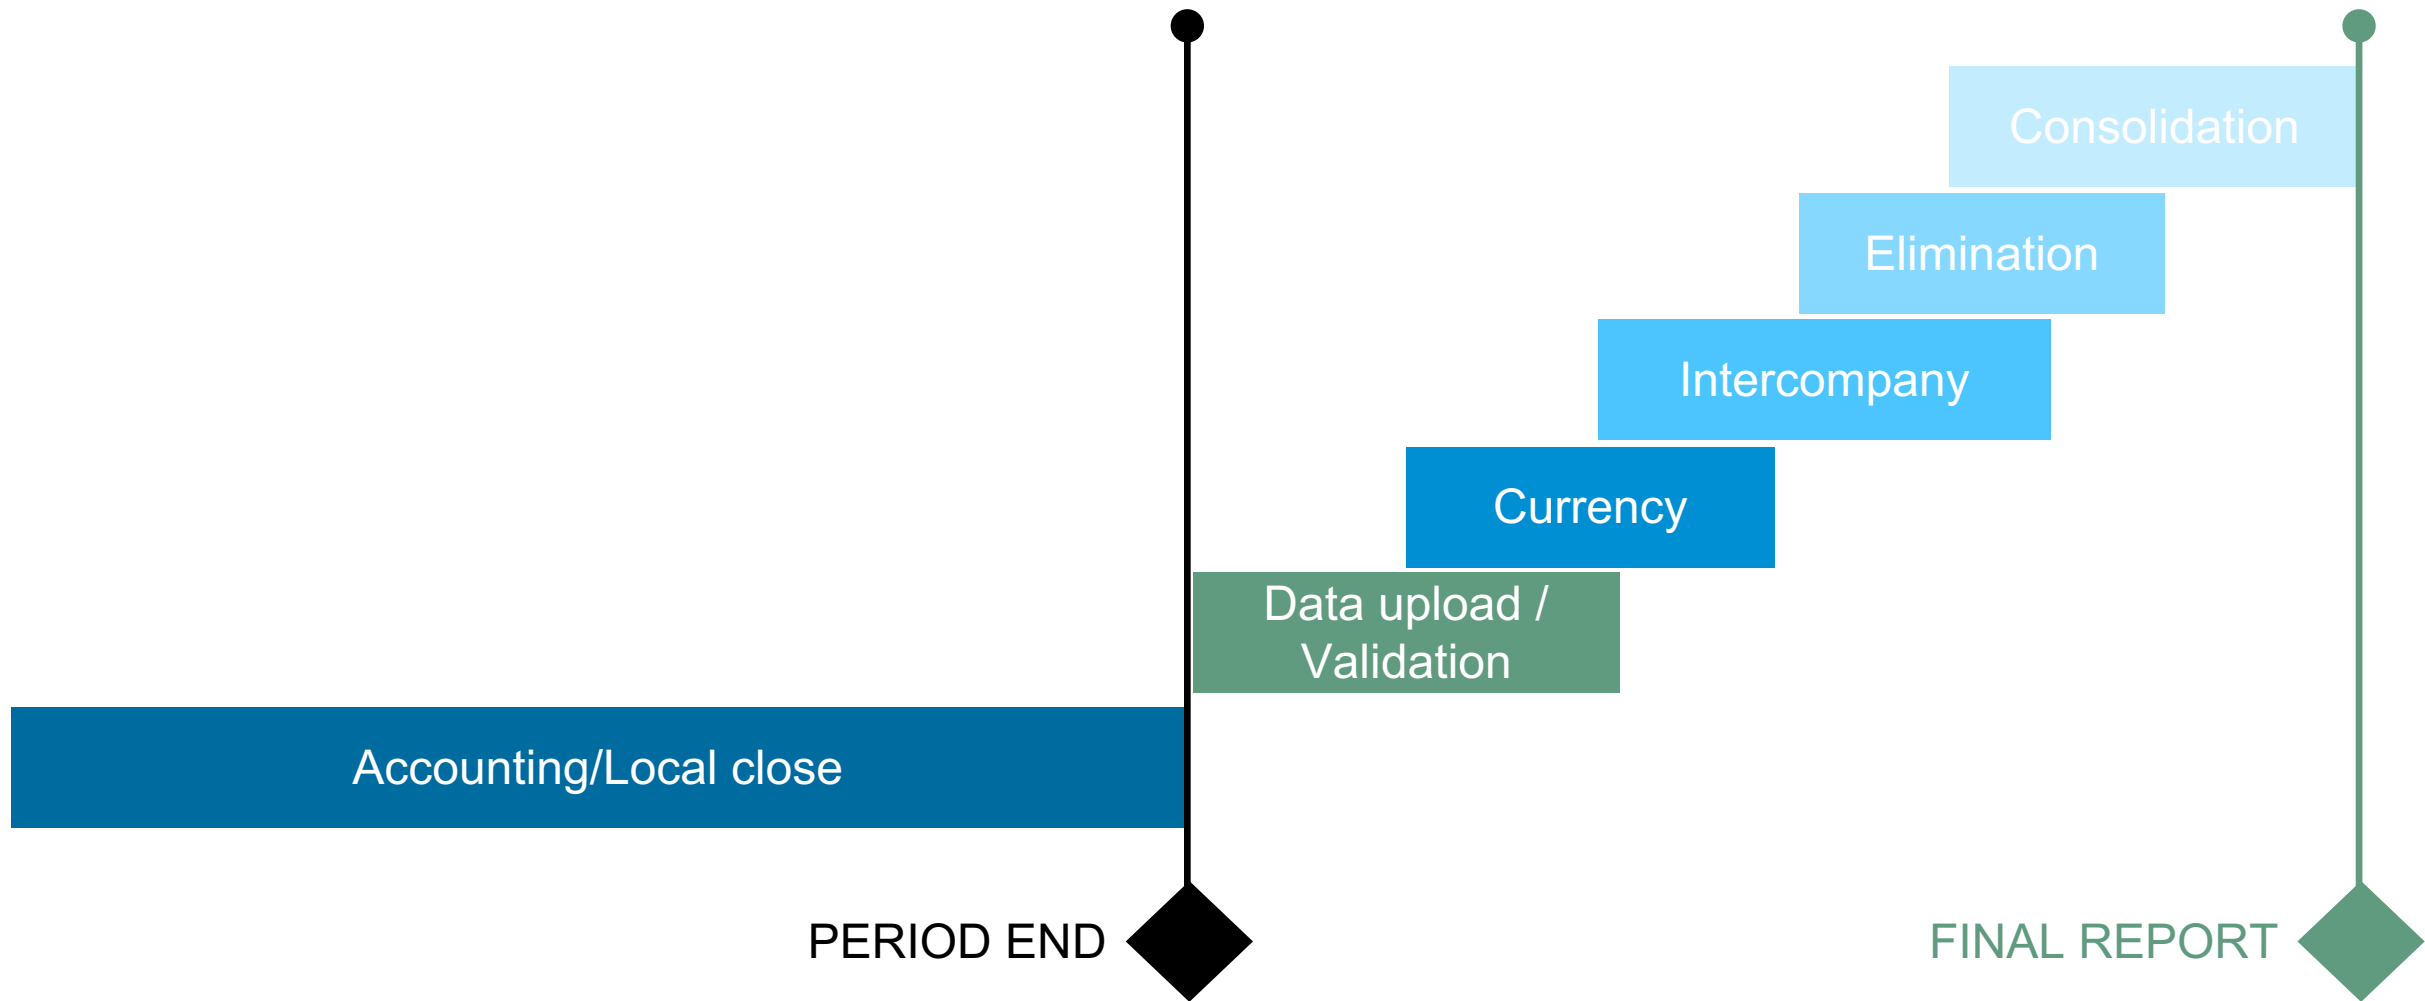 Consolidation
Elimination
Intercompany
Currency
Data upload /
Validation
Accounting/Local close
PERIOD END
FINAL REPORT